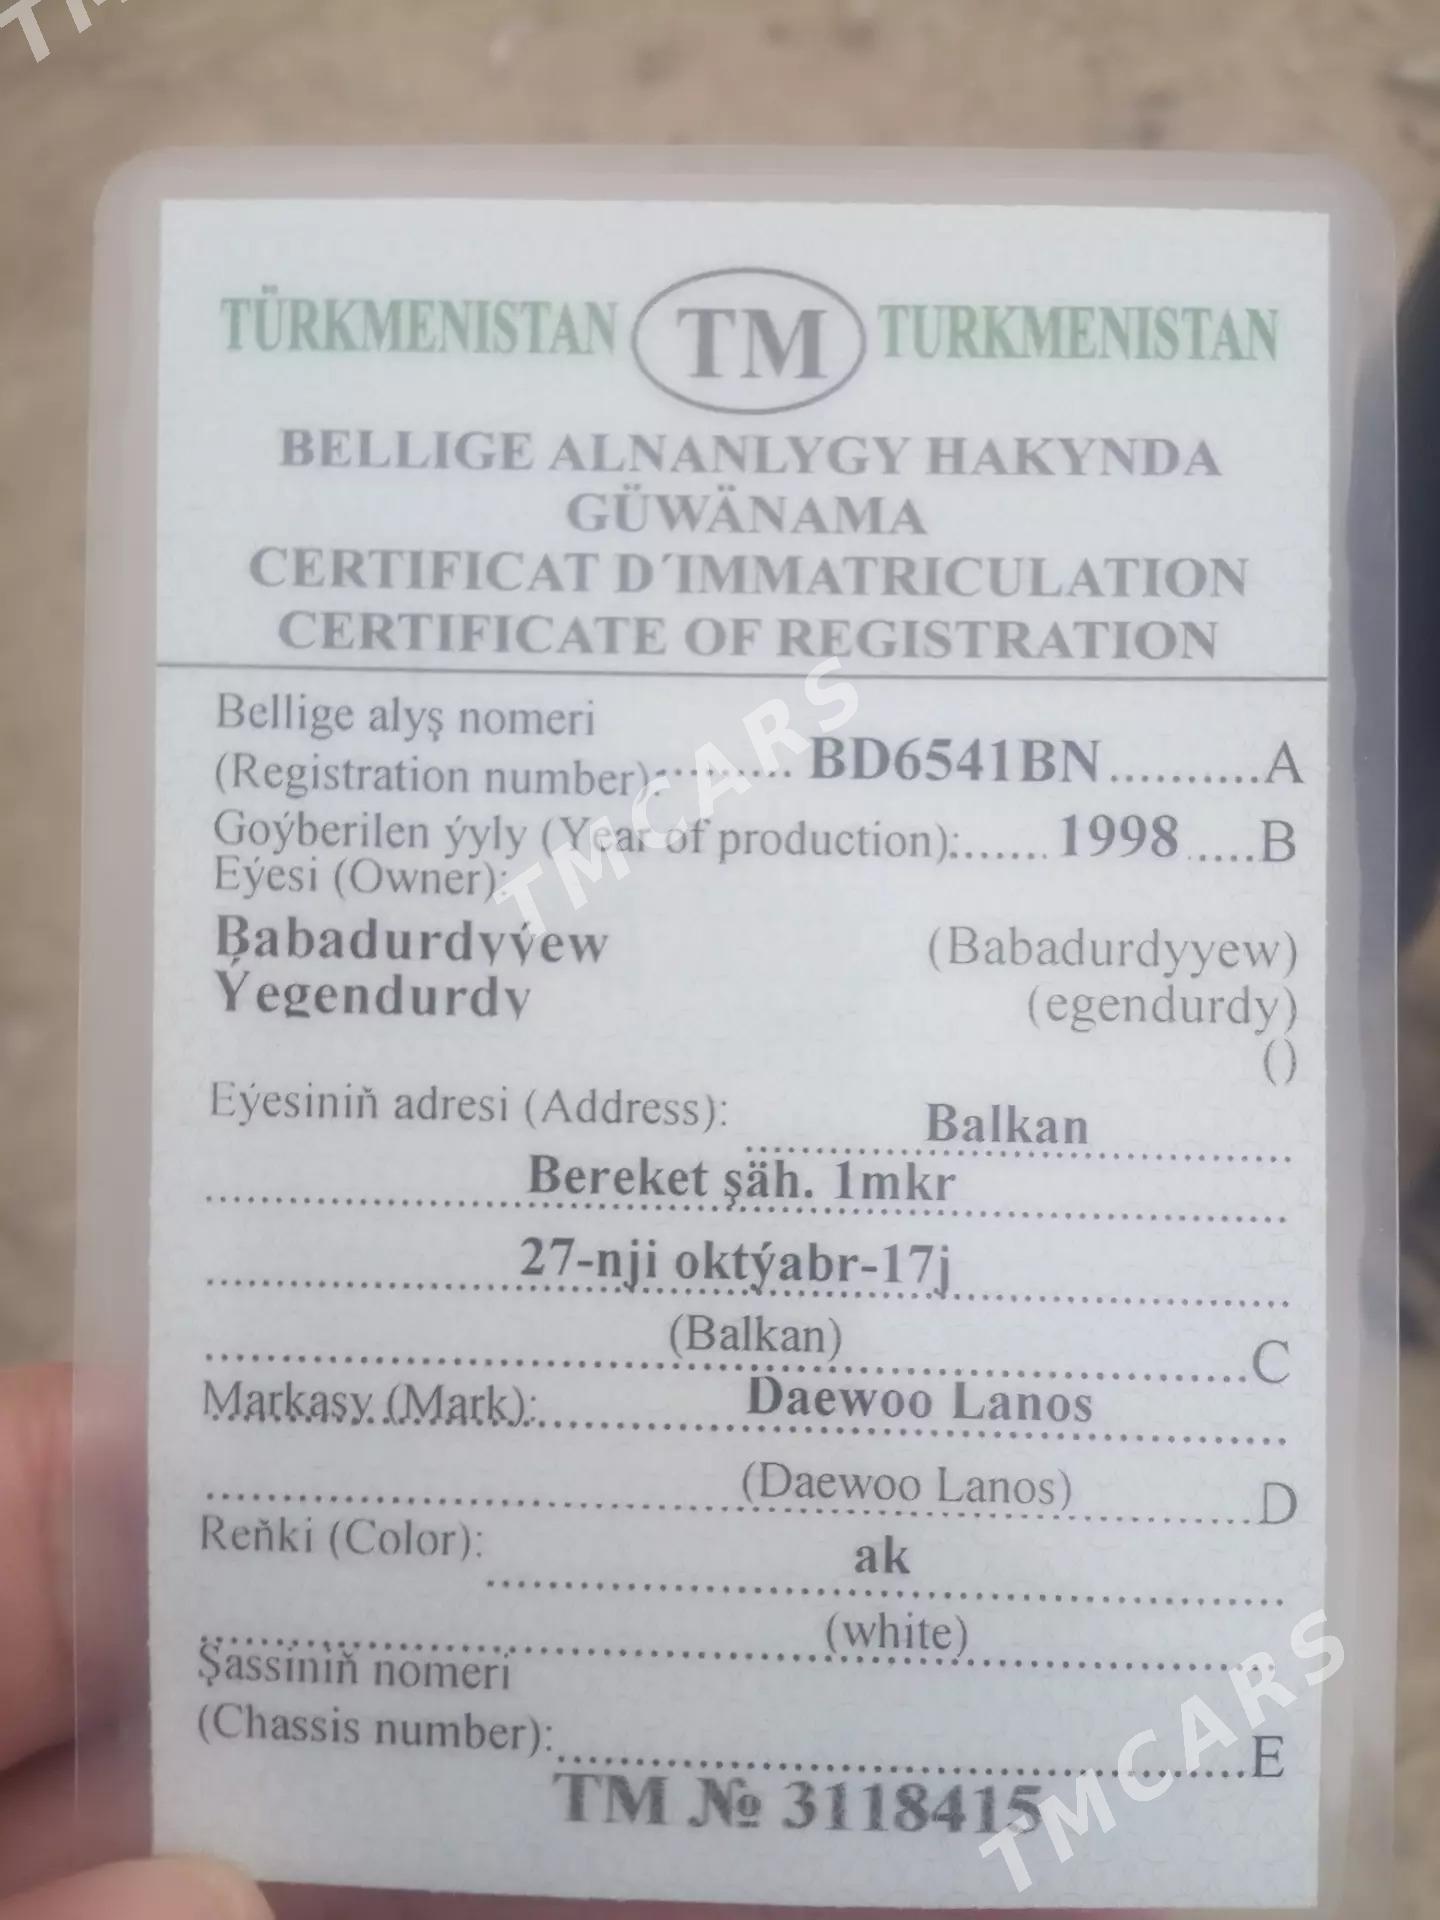 TÜRKMENISTAN TM TURKMENISTAN
BELLIGE ALNANLYGY HAKYNDA
GÜWÄNAMA
CERTIFICAT D´IMMATRICULATION
CERTIFICATE OF REGISTRATION
Bellige alyş nomeri
(Registration number):......... BD6541BN..........A
Goýberilen ýyly (Year of production):...... 1998 .....B
Eýesi (Owner):
Babadurdyýew (Babadurdyyew)
Ýegendurdy (egendurdy)
()
Eýesiniň adresi (Address): Balkan
Bereket şäh. 1mkr
27-nji oktýabr-17j
(Balkan) C
Markasy (Mark): Daewoo Lanos
(Daewoo Lanos) D
Reňki (Color): ak
(white)
Şassiniň nomeri
(Chassis number): E
TM № 3118415
TMCARS
TMCARS